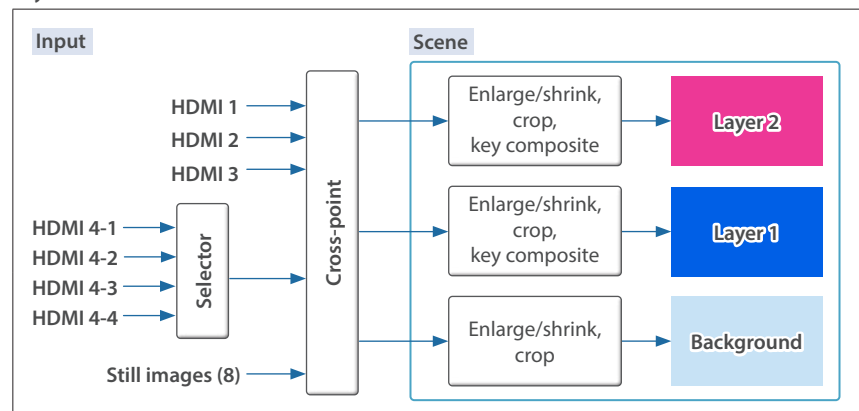 Input
Scene
HDMI 1
HDMI 2
HDMI 3
HDMI 4-1
HDMI 4-2
HDMI 4-3
HDMI 4-4
Selector
Still images (8)
Cross-point
Enlarge/shrink,
crop,
key composite
Layer 2
Enlarge/shrink,
crop,
key composite
Layer 1
Enlarge/shrink,
crop
Background